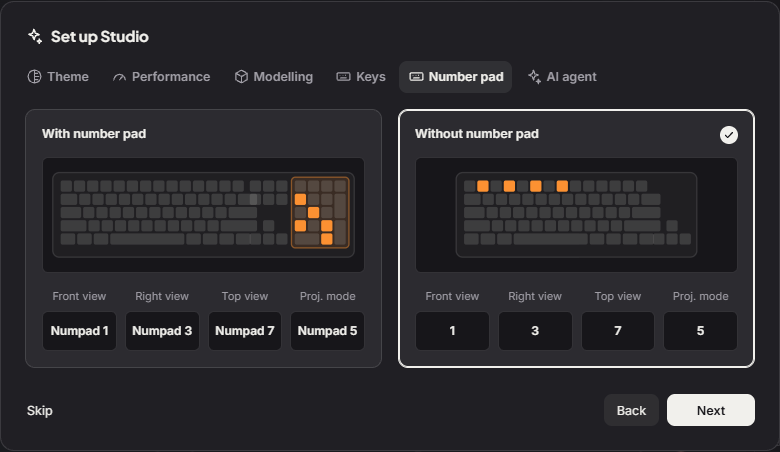 Set up Studio
Theme Performance Modelling Keys Number pad AI agent
With number pad
Front view Right view Top view Proj. mode
Numpad 1 Numpad 3 Numpad 7 Numpad 5
Without number pad
Front view Right view Top view Proj. mode
1 3 7 5
Skip Back Next